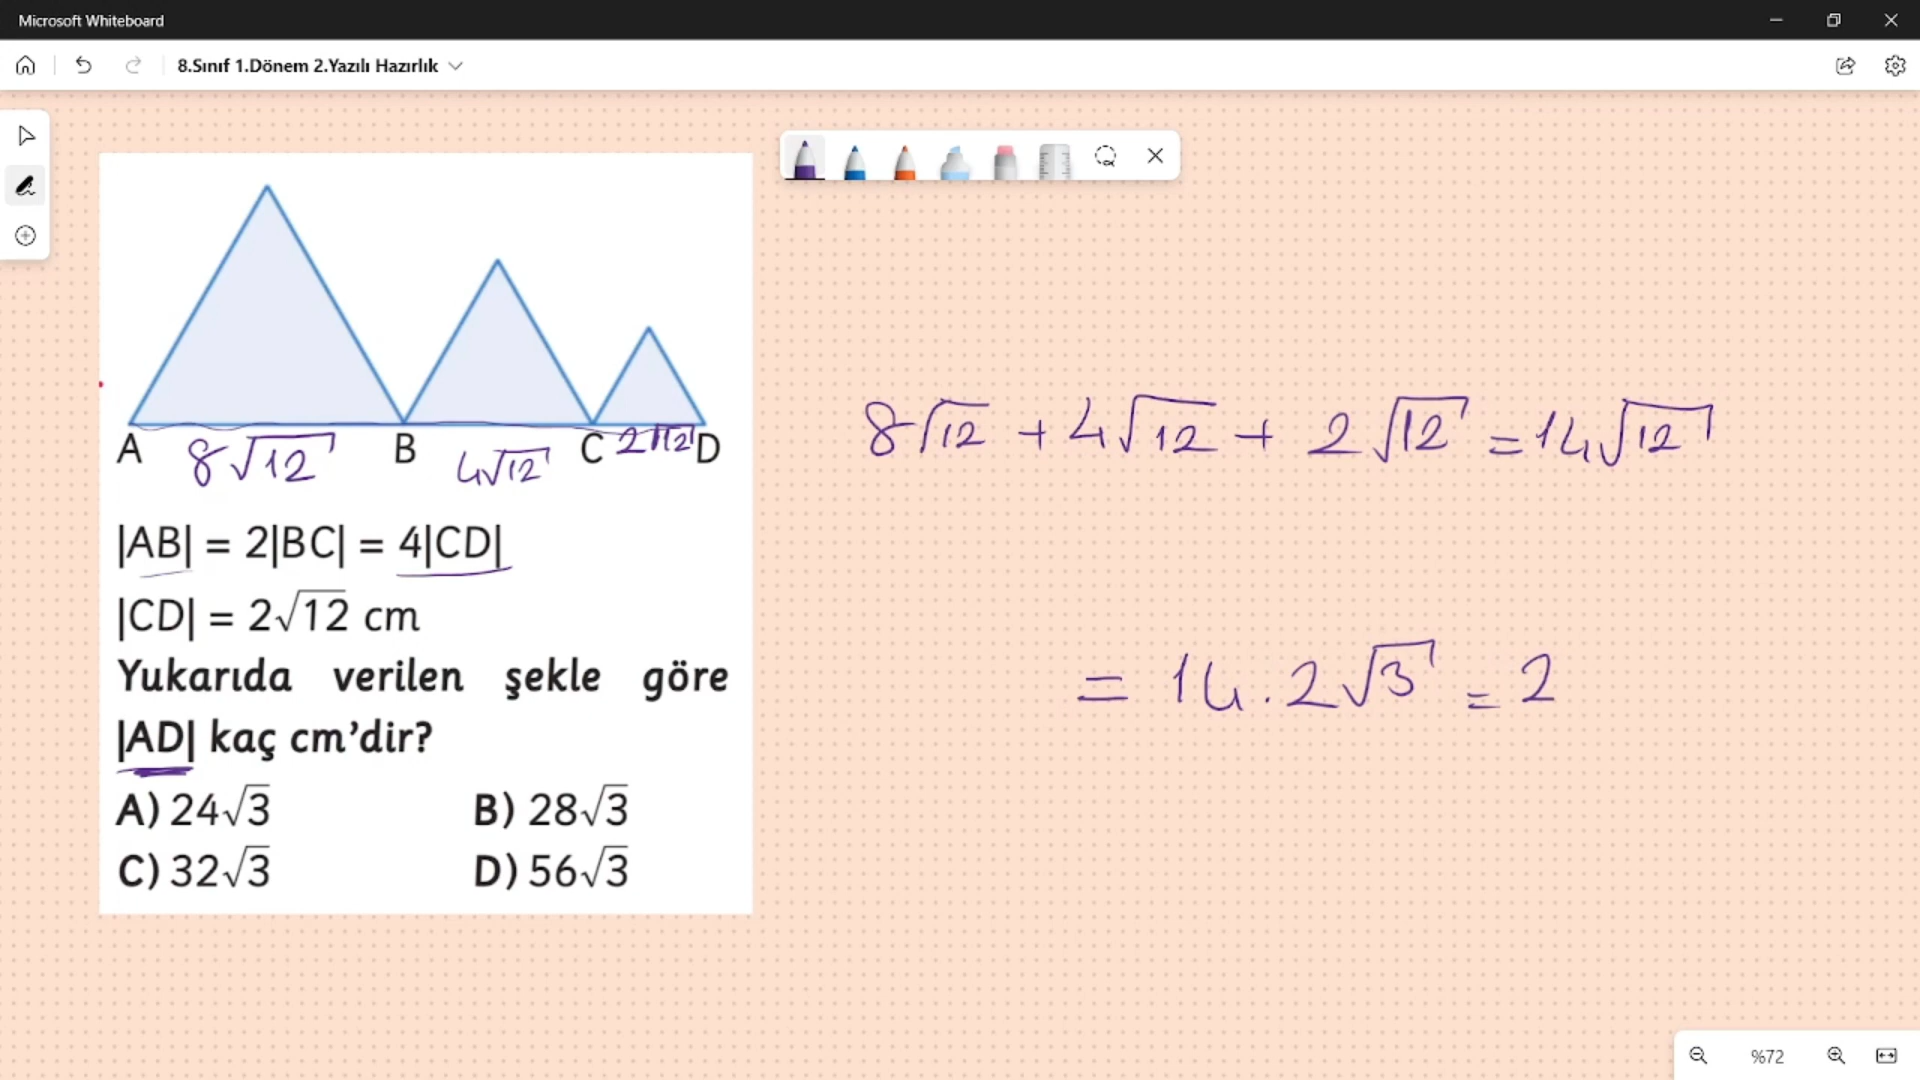 Microsoft Whiteboard
8.Sınıf 1.Dönem 2.Yazılı Hazırlık
A 8√12 B 4√12 C 2√12 D
|AB| = 2|BC| = 4|CD|
|CD| = 2√12 cm
Yukarıda verilen şekle göre
|AD| kaç cm'dir?
A) 24√3 B) 28√3
C) 32√3 D) 56√3
8√12 + 4√12 + 2√12 = 14√12
= 14.2√3 = 2
%72